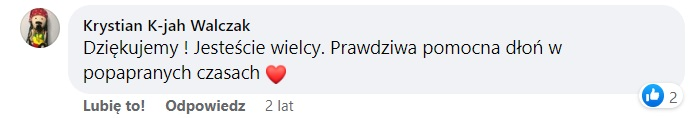 Krystian K-jah Walczak
Dziękujemy ! Jesteście wielcy. Prawdziwa pomocna dłoń w
popapranych czasach ❤️
Lubię to! Odpowiedz 2 lat
2